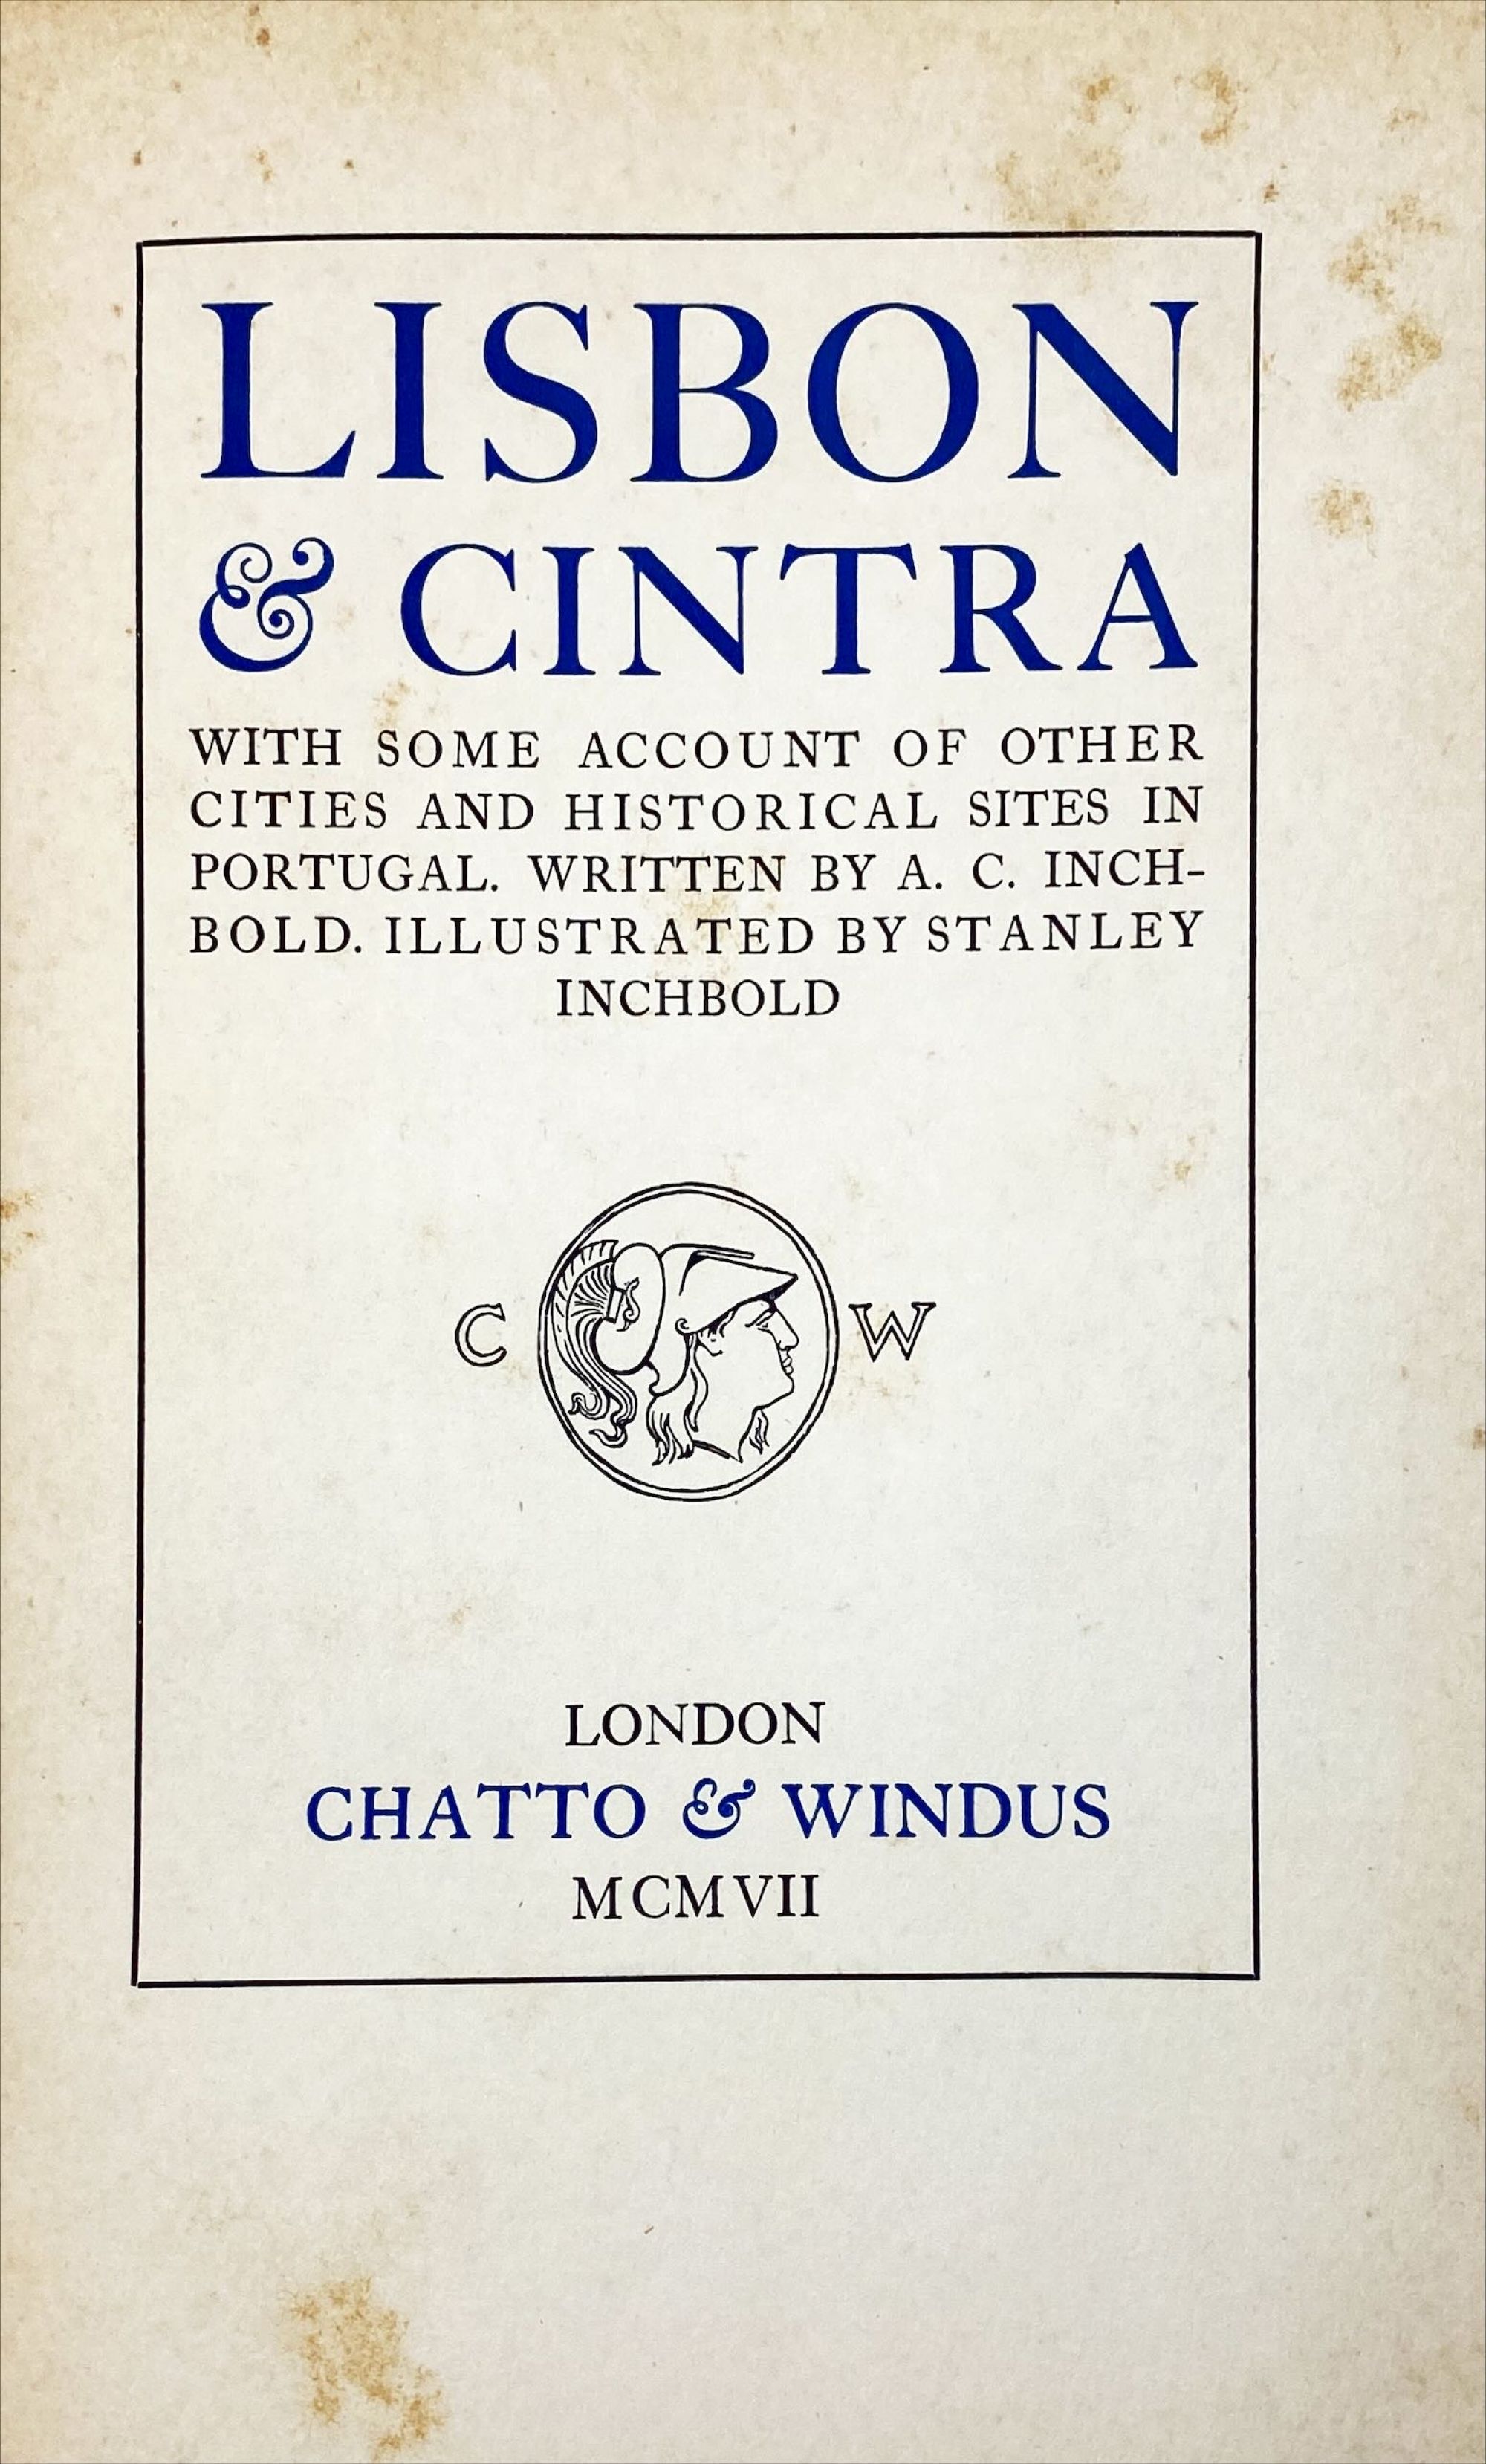 LISBON
& CINTRA
WITH SOME ACCOUNT OF OTHER
CITIES AND HISTORICAL SITES IN
PORTUGAL. WRITTEN BY A. C. INCH-
BOLD. ILLUSTRATED BY STANLEY
INCHBOLD
C W
LONDON
CHATTO & WINDUS
MCMVII